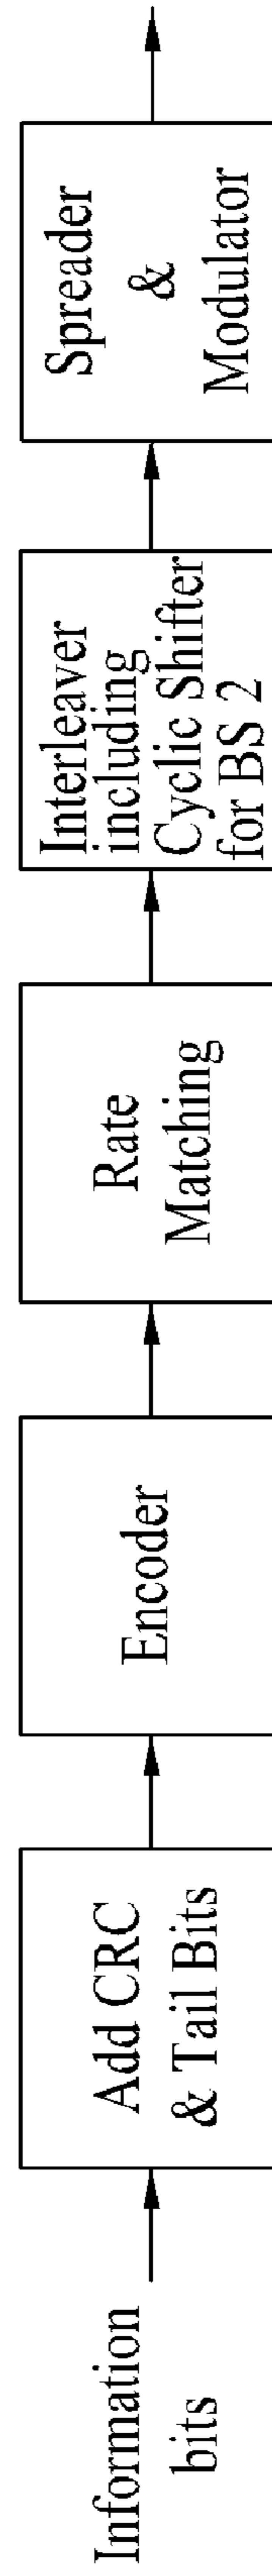 Information
bits
Add CRC
& Tail Bits
Encoder
Rate
Matching
Interleaver
including
Cyclic Shifter
for BS 2
Spreader
&
Modulator